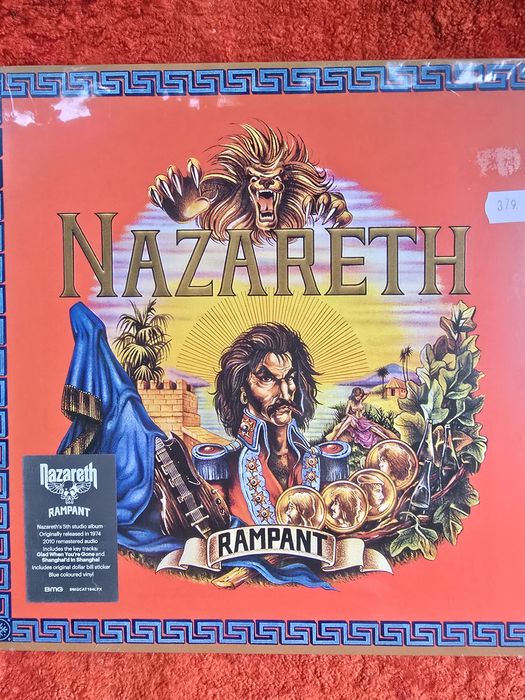 NAZARETH
379.
RAMPANT
Nazareth
RAMPANT
Nazareth's 5th studio album
Originally released in 1974
2010 remastered audio
Includes the key tracks:
Glad When You're Gone and
Shanghai'd In Shanghai
Includes original dollar bill sticker
Blue coloured vinyl
BMG
BMGCAT194LPX